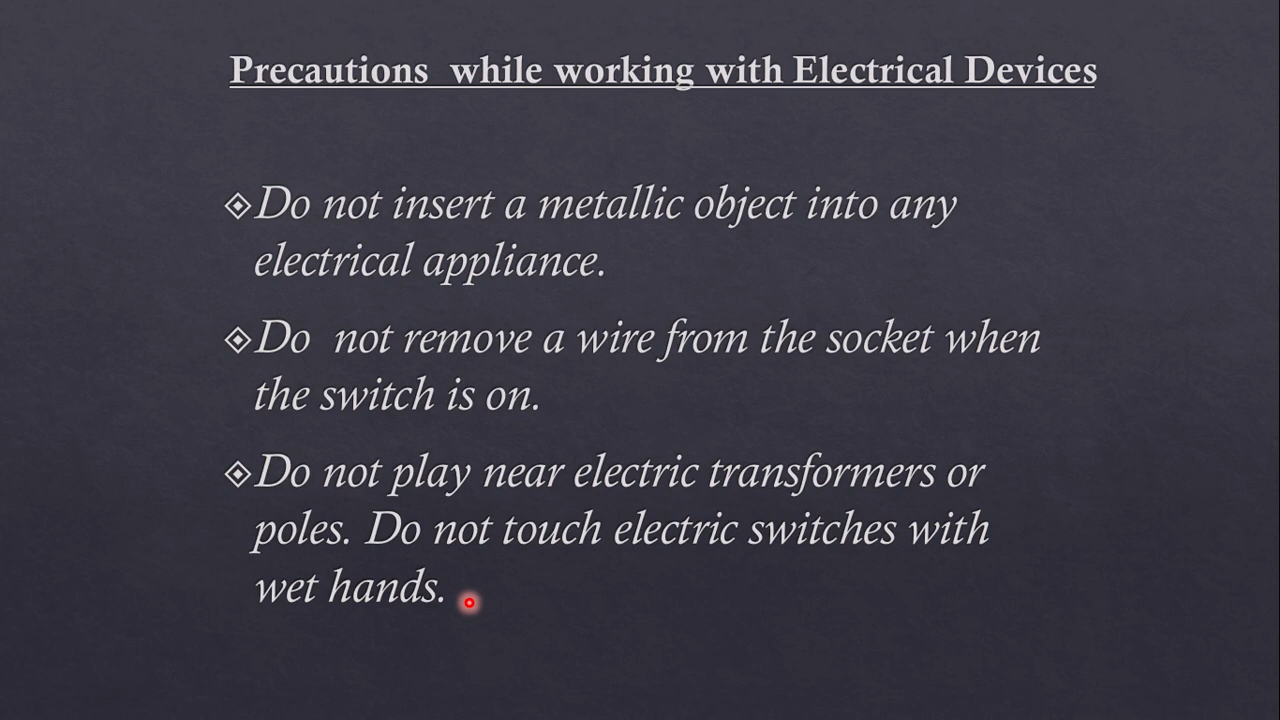 Precautions  while working with Electrical Devices
Do not insert a metallic object into any
electrical appliance.
Do  not remove a wire from the socket when
the switch is on.
Do not play near electric transformers or
poles. Do not touch electric switches with
wet hands.